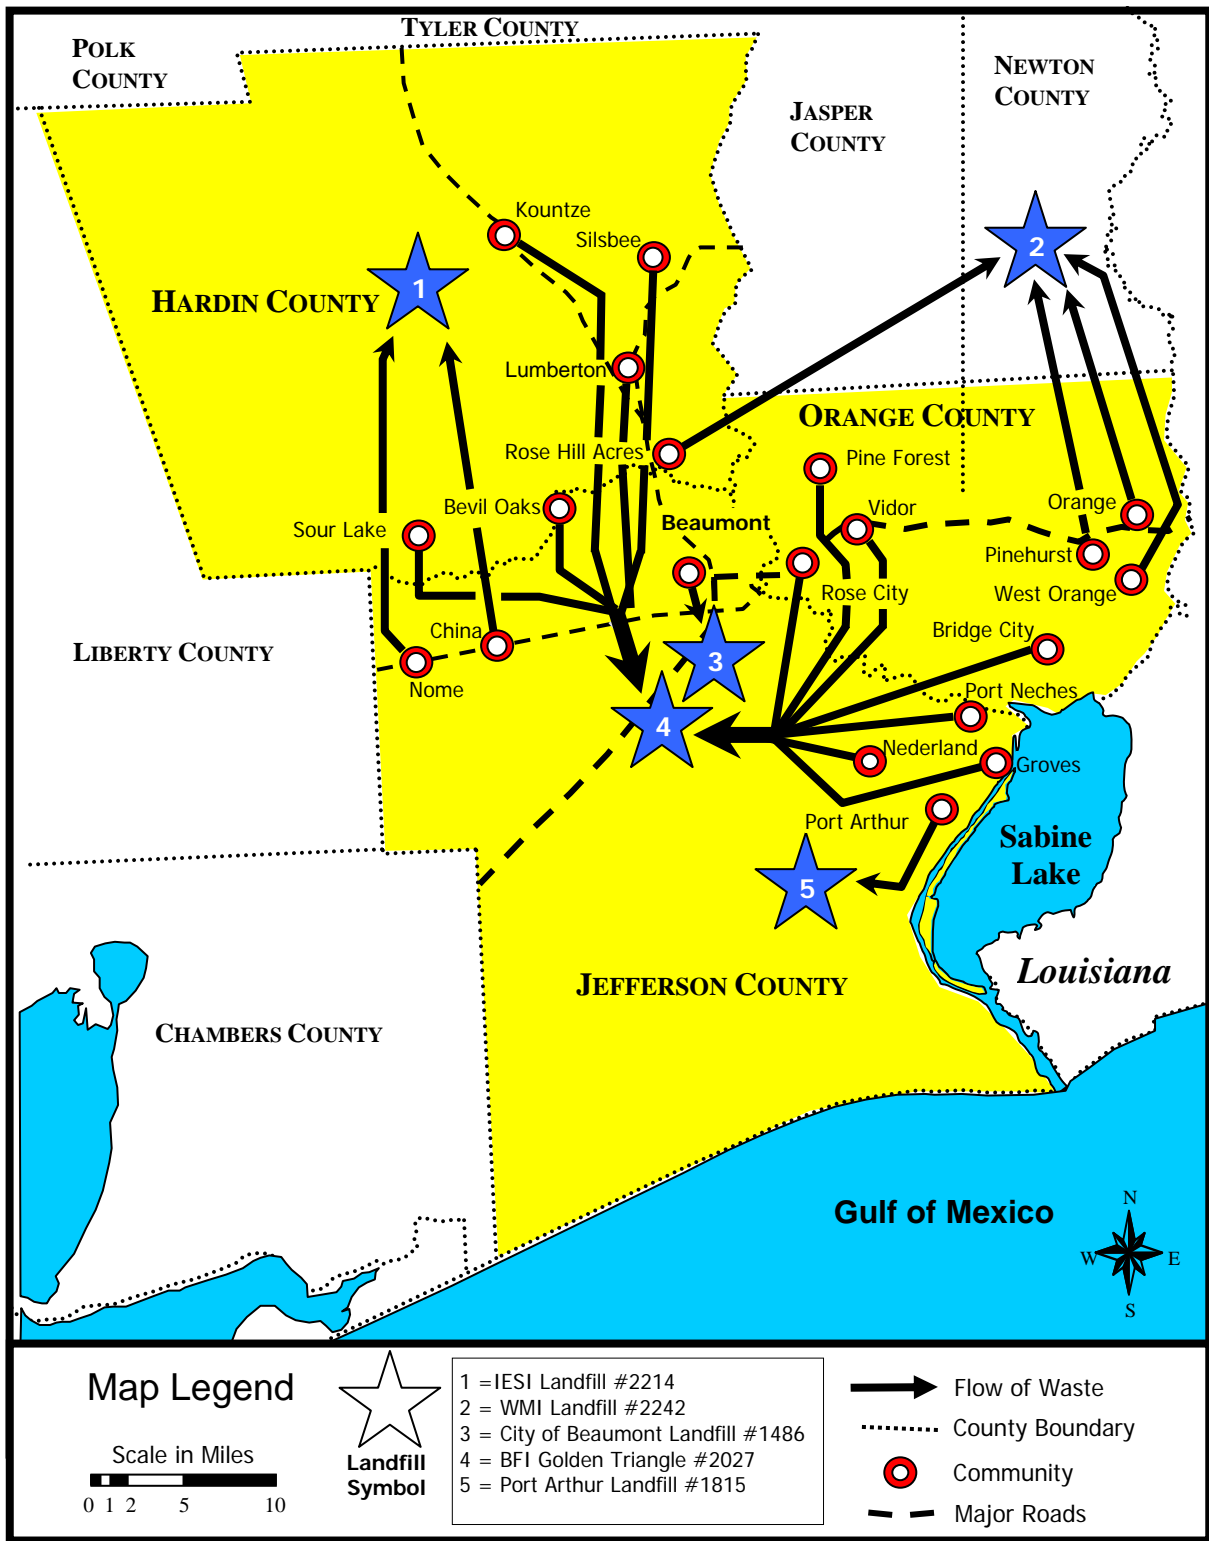 TYLER COUNTY
POLK
COUNTY
NEWTON
COUNTY
JASPER
COUNTY
Kountze
Silsbee
2
1
HARDIN COUNTY
Lumberton
ORANGE COUNTY
Rose Hill Acres
Pine Forest
Bevil Oaks
Vidor
Orange
Sour Lake
Beaumont
Pinehurst
Rose City
West Orange
China
Bridge City
LIBERTY COUNTY
3
Nome
Port Neches
4
Nederland
Groves
Port Arthur
Sabine
Lake
5
Louisiana
JEFFERSON COUNTY
CHAMBERS COUNTY
Gulf of Mexico
N
W
E
S
Map Legend
Scale in Miles
0 1 2 5 10
Landfill
Symbol
1 =IESI Landfill #2214
2 = WMI Landfill #2242
3 = City of Beaumont Landfill #1486
4 = BFI Golden Triangle #2027
5 = Port Arthur Landfill #1815
Flow of Waste
County Boundary
Community
Major Roads